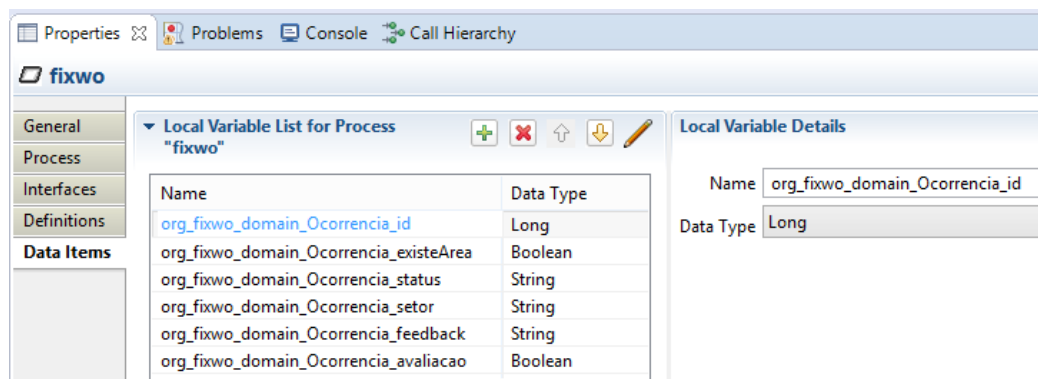 Properties Problems Console Call Hierarchy
fixwo
General
Process
Interfaces
Definitions
Data Items
Local Variable List for Process
"fixwo"
Name Data Type
org_fixwo_domain_Ocorrencia_id Long
org_fixwo_domain_Ocorrencia_existeArea Boolean
org_fixwo_domain_Ocorrencia_status String
org_fixwo_domain_Ocorrencia_setor String
org_fixwo_domain_Ocorrencia_feedback String
org_fixwo_domain_Ocorrencia_avaliacao Boolean
Local Variable Details
Name org_fixwo_domain_Ocorrencia_id
Data Type Long